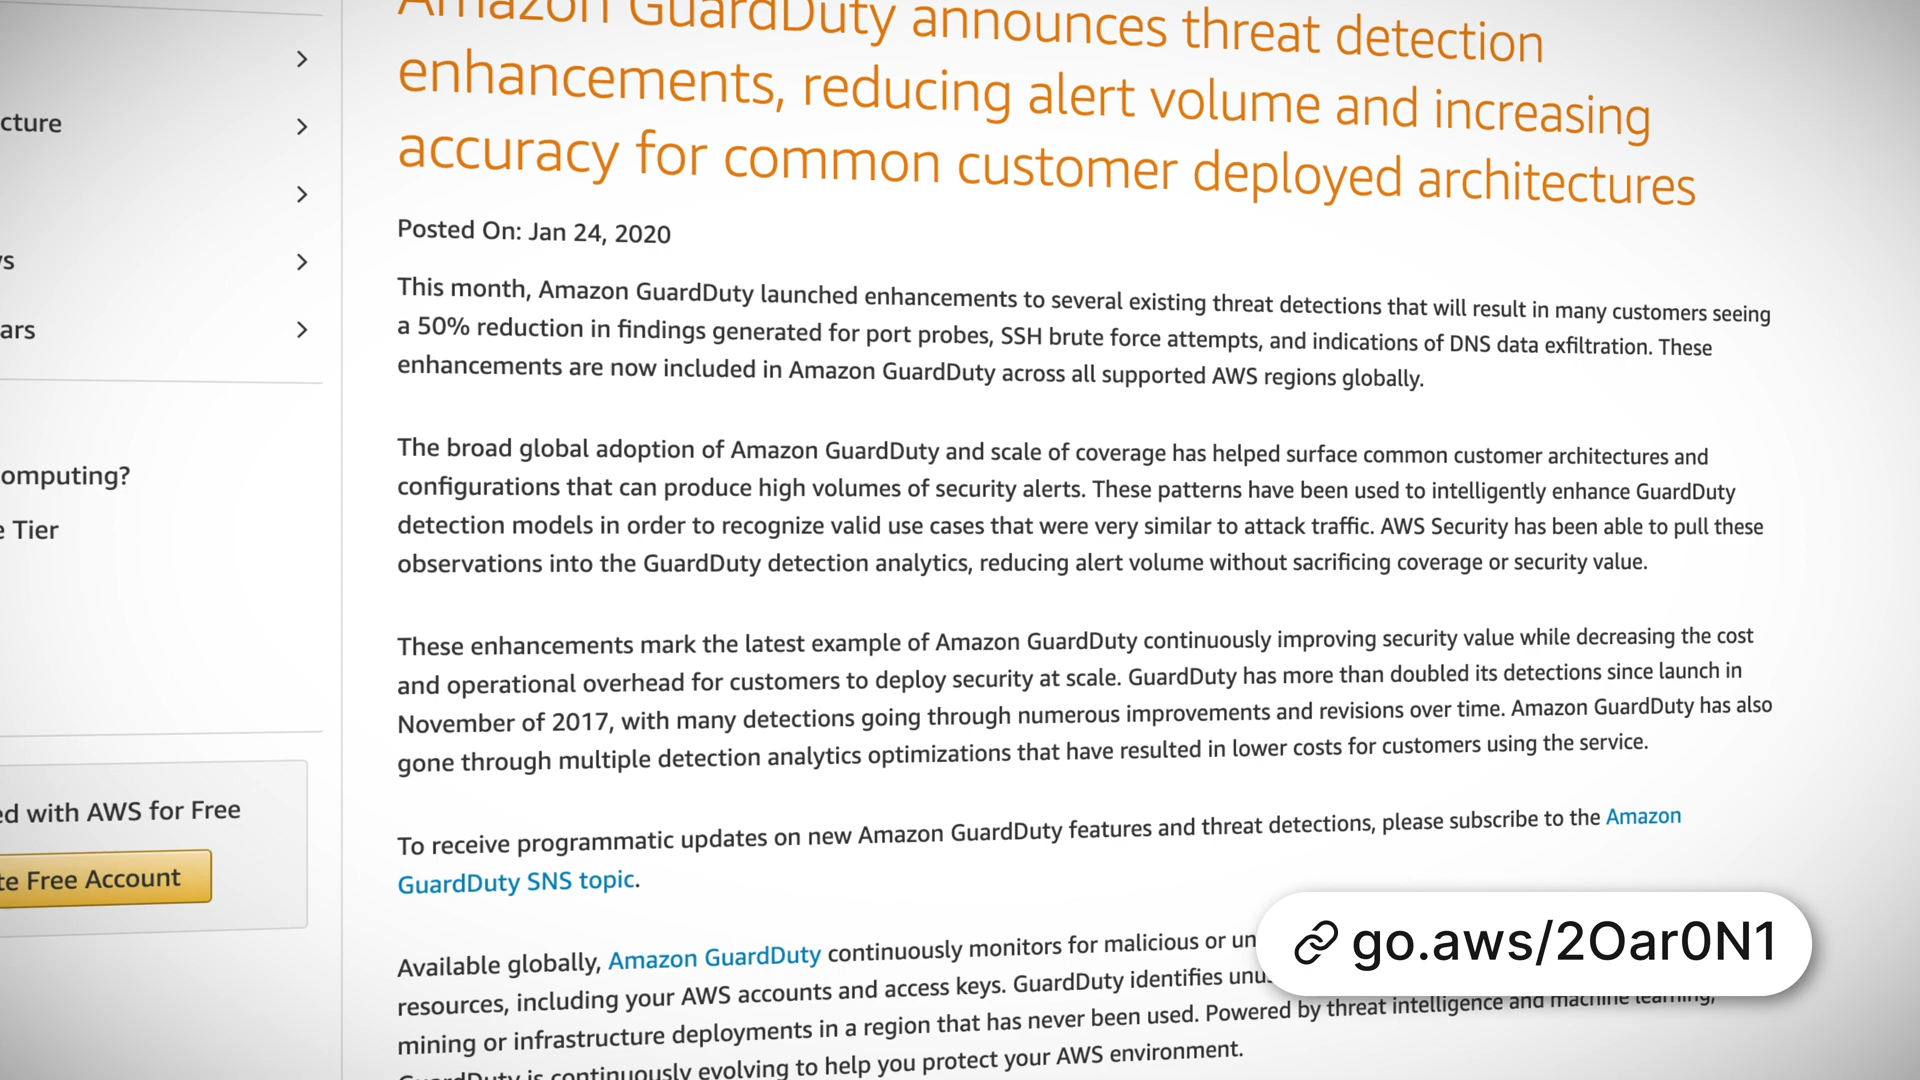 Amazon GuardDuty announces threat detection
enhancements, reducing alert volume and increasing
accuracy for common customer deployed architectures
Posted On: Jan 24, 2020
This month, Amazon GuardDuty launched enhancements to several existing threat detections that will result in many customers seeing
a 50% reduction in findings generated for port probes, SSH brute force attempts, and indications of DNS data exfiltration. These
enhancements are now included in Amazon GuardDuty across all supported AWS regions globally.
The broad global adoption of Amazon GuardDuty and scale of coverage has helped surface common customer architectures and
configurations that can produce high volumes of security alerts. These patterns have been used to intelligently enhance GuardDuty
detection models in order to recognize valid use cases that were very similar to attack traffic. AWS Security has been able to pull these
observations into the GuardDuty detection analytics, reducing alert volume without sacrificing coverage or security value.
These enhancements mark the latest example of Amazon GuardDuty continuously improving security value while decreasing the cost
and operational overhead for customers to deploy security at scale. GuardDuty has more than doubled its detections since launch in
November of 2017, with many detections going through numerous improvements and revisions over time. Amazon GuardDuty has also
gone through multiple detection analytics optimizations that have resulted in lower costs for customers using the service.
To receive programmatic updates on new Amazon GuardDuty features and threat detections, please subscribe to the Amazon
GuardDuty SNS topic.
Available globally, Amazon GuardDuty continuously monitors for malicious or un
resources, including your AWS accounts and access keys. GuardDuty identifies unu
mining or infrastructure deployments in a region that has never been used. Powered by threat intelligence and machine learning,
GuardDuty is continuously evolving to help you protect your AWS environment.
go.aws/2Oar0N1
cture
s
ars
omputing?
e Tier
ed with AWS for Free
te Free Account